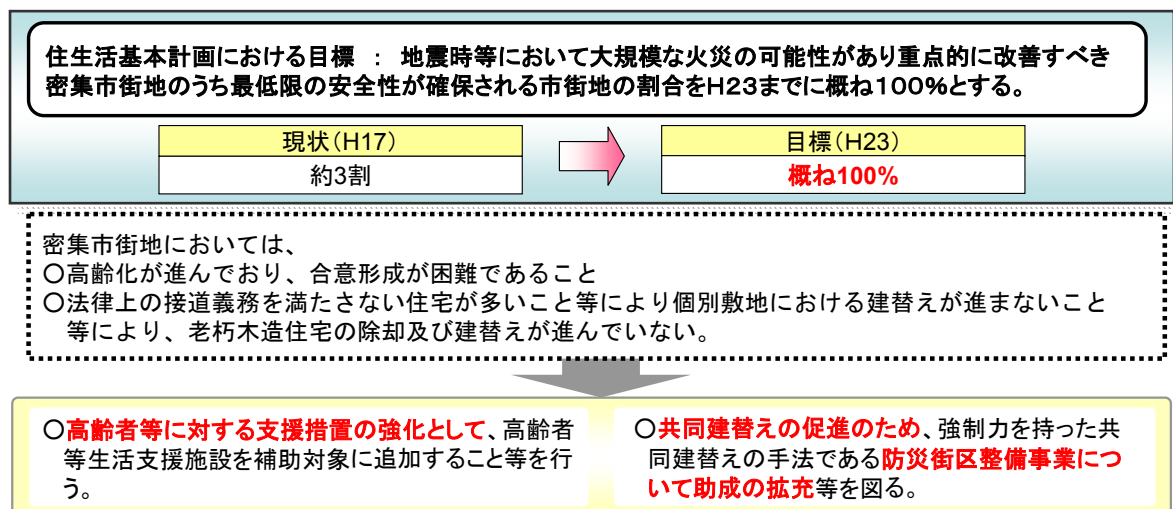 住生活基本計画における目標 ： 地震時等において大規模な火災の可能性があり重点的に改善すべき
密集市街地のうち最低限の安全性が確保される市街地の割合をH23までに概ね１００％とする。
現状（H17）
約3割
目標（H23）
概ね100%
密集市街地においては、
○高齢化が進んでおり、合意形成が困難であること
○法律上の接道義務を満たさない住宅が多いこと等により個別敷地における建替えが進まないこと
等により、老朽木造住宅の除却及び建替えが進んでいない。
○高齢者等に対する支援措置の強化として、高齢者
等生活支援施設を補助対象に追加すること等を行
う。
○共同建替えの促進のため、強制力を持った共
同建替えの手法である防災街区整備事業につ
いて助成の拡充等を図る。